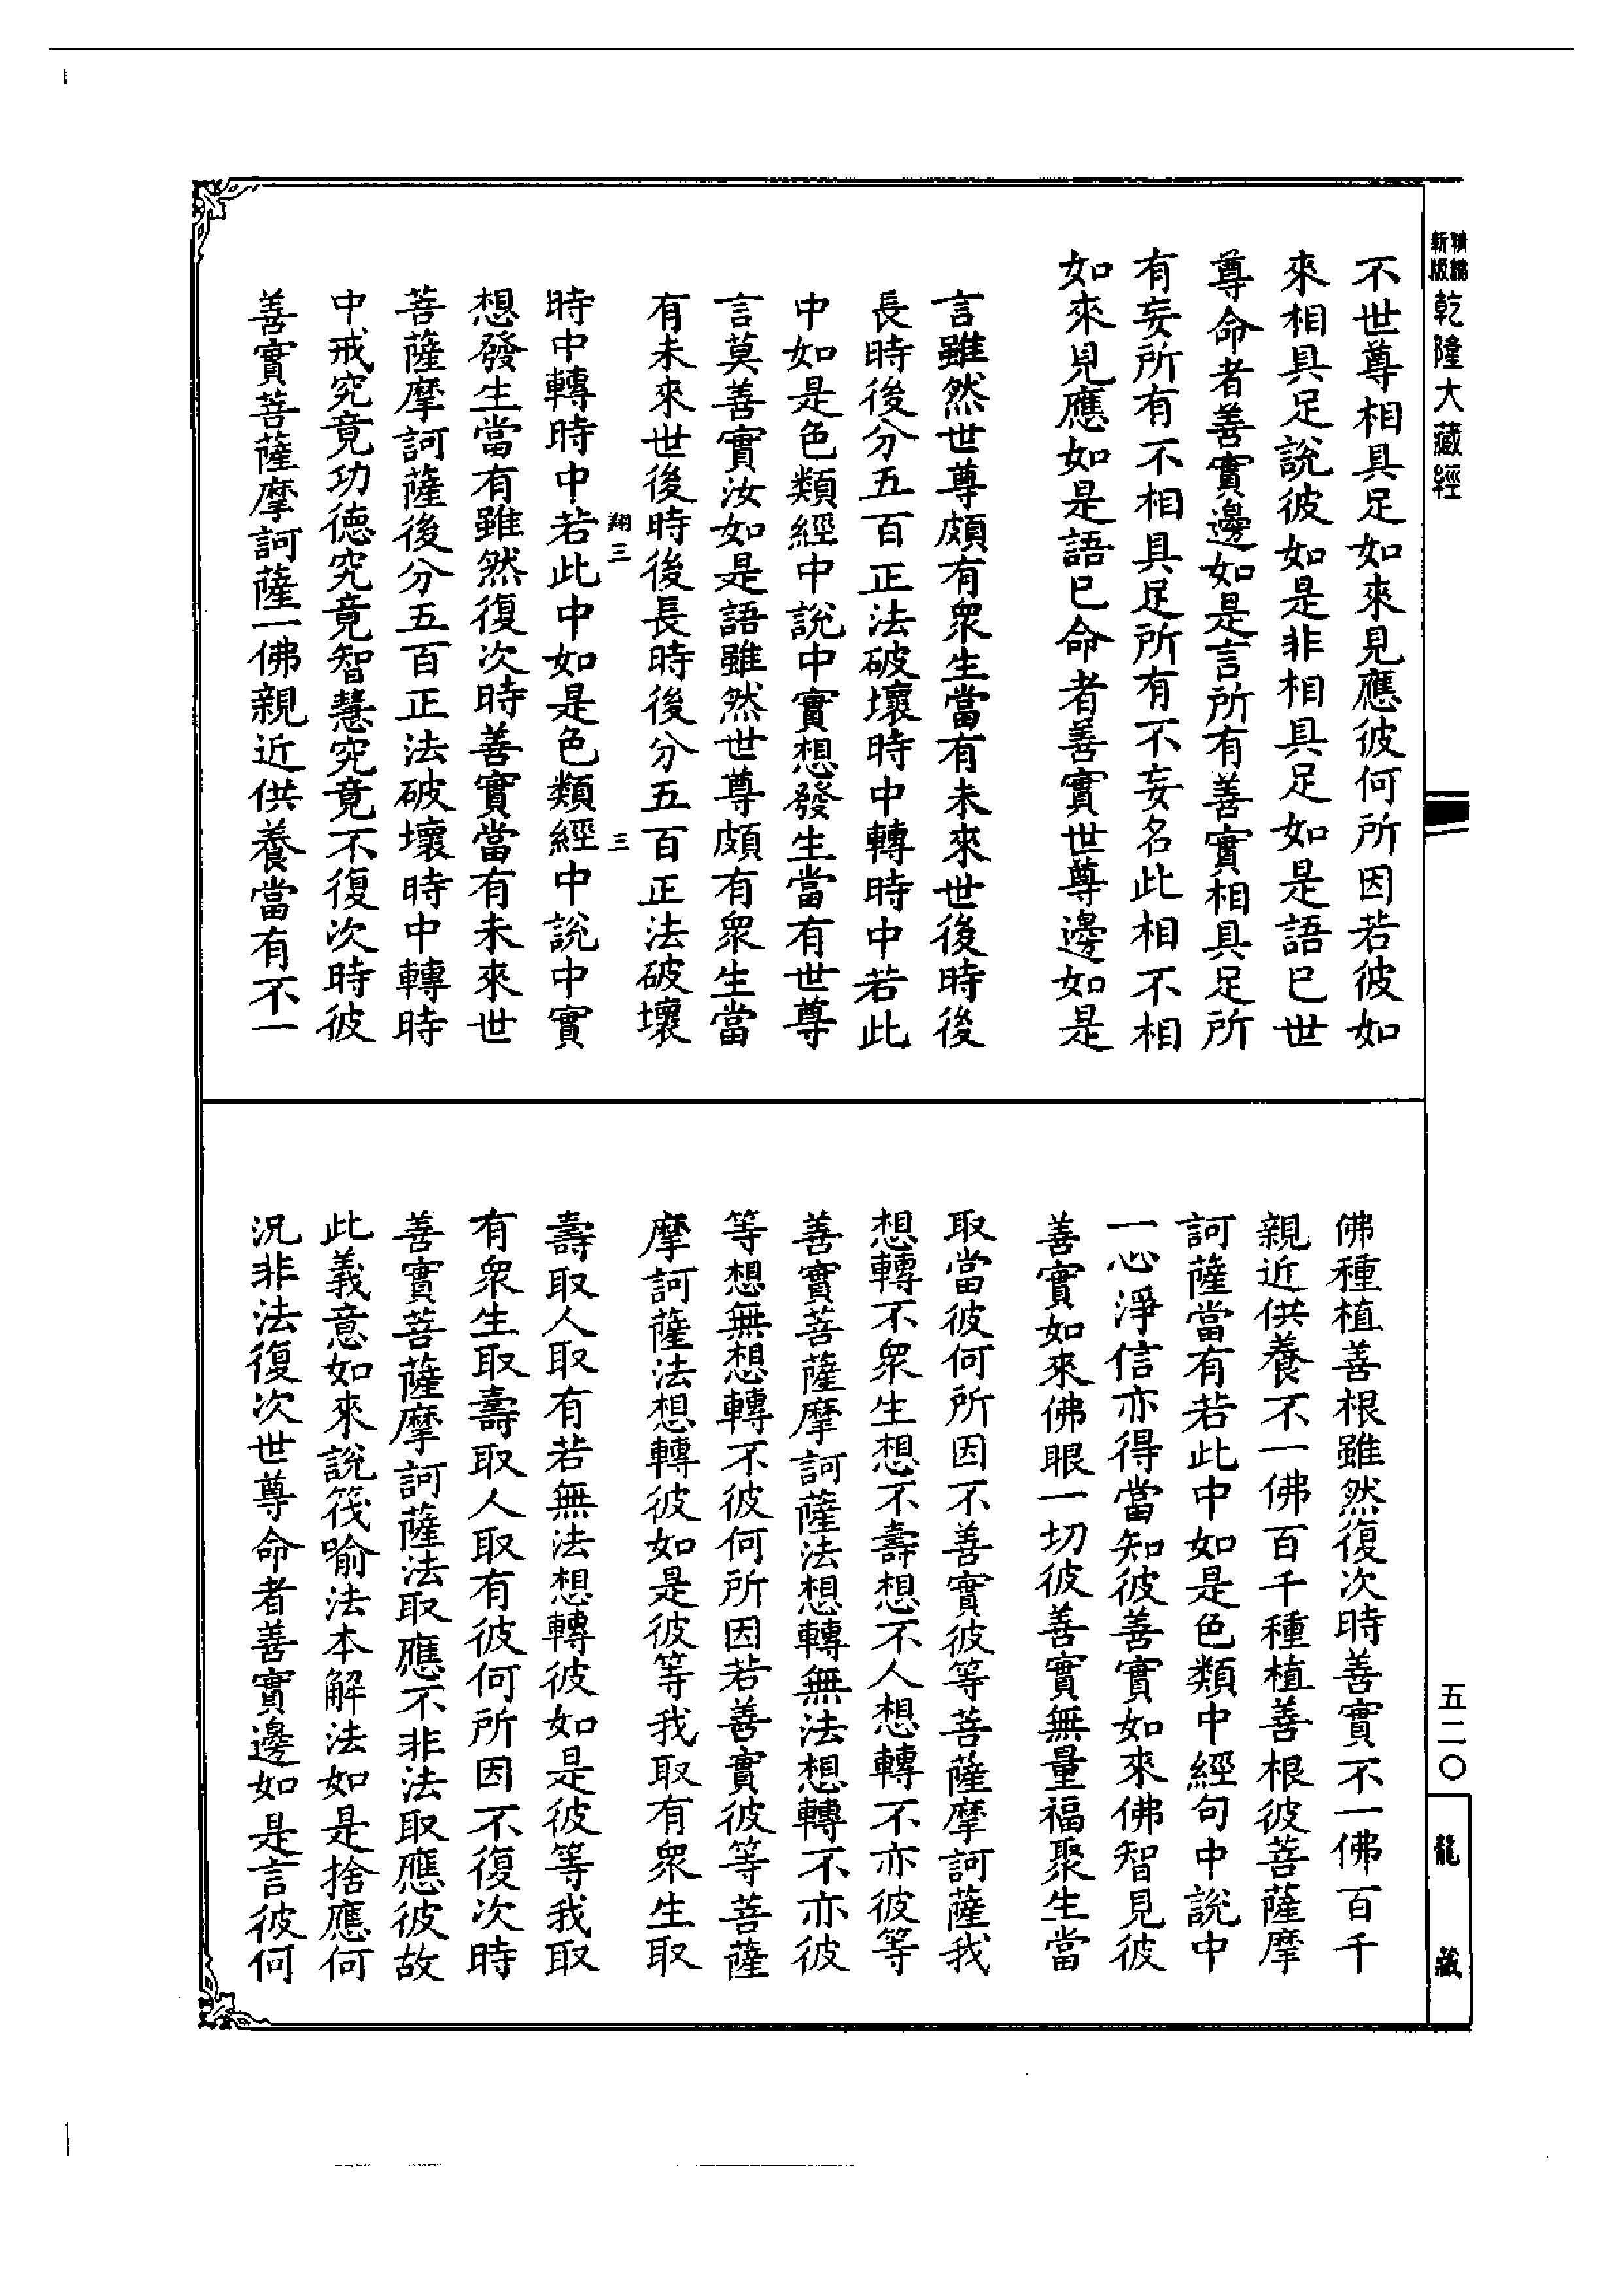 精編
新版
乾隆大藏經
不世尊相具足如來見應彼何所因若彼如
來相具足說彼如是非相具足如是語已世
尊命者善實邊如是言所有善實相具足所
有妄所有不相具足所有不妄名此相不相
如來見應如是語已命者善實世尊邊如是
言雖然世尊頗有眾生當有未來世後時後
長時後分五百正法破壞時中轉時中若此
中如是色類經中說中實想發生當有世尊
言莫善實汝如是語雖然世尊頗有眾生當
有未來世後時後長時後分五百正法破壞
翔三 三
時中轉時中若此中如是色類經中說中實
想發生當有雖然復次時善實當有未來世
菩薩摩訶薩後分五百正法破壞時中轉時
中戒究竟功德究竟智慧究竟不復次時彼
善實菩薩摩訶薩一佛親近供養當有不一
佛種植善根雖然復次時善實不一佛百千
親近供養不一佛百千種植善根彼菩薩摩
訶薩當有若此中如是色類中經句中說中
一心淨信亦得當知彼善實如來佛智見彼
善實如來佛眼一切彼善實無量福聚生當
取當彼何所因不善實彼等菩薩摩訶薩我
想轉不眾生想不壽想不人想轉不亦彼等
善實菩薩摩訶薩法想轉無法想轉不亦彼
等想無想轉不彼何所因若善實彼等菩薩
摩訶薩法想轉彼如是彼等我取有眾生取
壽取人取有若無法想轉彼如是彼等我取
有眾生取壽取人取有彼何所因不復次時
善實菩薩摩訶薩法取應不非法取應彼故
此義意如來說筏喻法本解法如是捨應何
況非法復次世尊命者善實邊如是言彼何
五二〇
龍藏